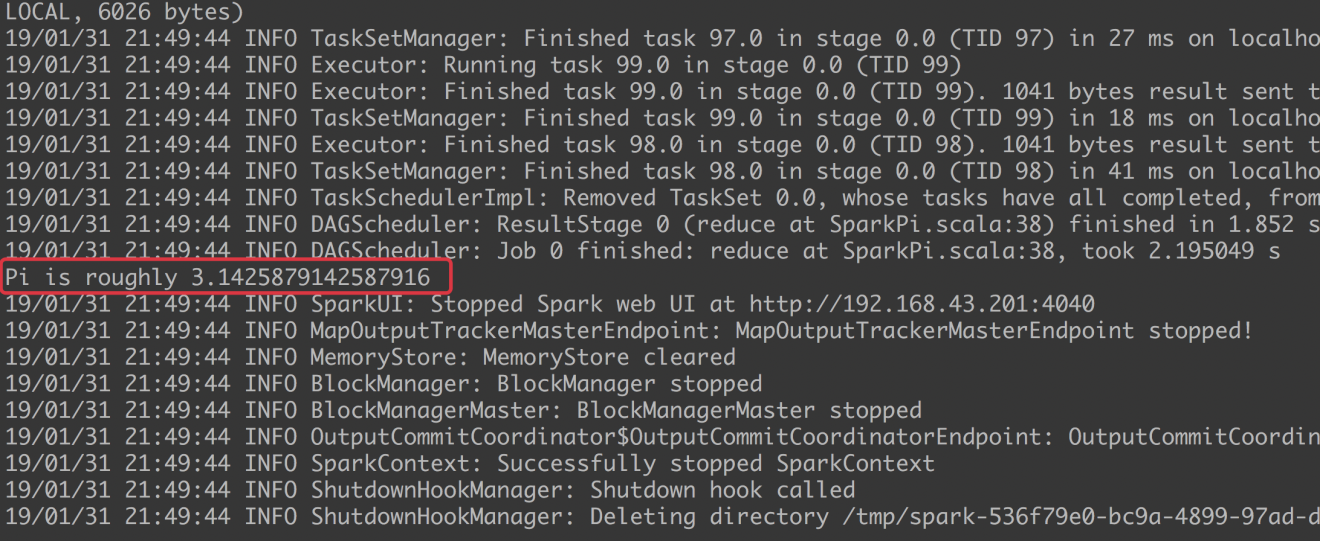 LOCAL, 6026 bytes)
19/01/31 21:49:44 INFO TaskSetManager: Finished task 97.0 in stage 0.0 (TID 97) in 27 ms on localho
19/01/31 21:49:44 INFO Executor: Running task 99.0 in stage 0.0 (TID 99)
19/01/31 21:49:44 INFO Executor: Finished task 99.0 in stage 0.0 (TID 99). 1041 bytes result sent t
19/01/31 21:49:44 INFO TaskSetManager: Finished task 99.0 in stage 0.0 (TID 99) in 18 ms on localho
19/01/31 21:49:44 INFO Executor: Finished task 98.0 in stage 0.0 (TID 98). 1041 bytes result sent t
19/01/31 21:49:44 INFO TaskSetManager: Finished task 98.0 in stage 0.0 (TID 98) in 41 ms on localho
19/01/31 21:49:44 INFO TaskSchedulerImpl: Removed TaskSet 0.0, whose tasks have all completed, from
19/01/31 21:49:44 INFO DAGScheduler: ResultStage 0 (reduce at SparkPi.scala:38) finished in 1.852 s
19/01/31 21:49:44 INFO DAGScheduler: Job 0 finished: reduce at SparkPi.scala:38, took 2.195049 s
Pi is roughly 3.1425879142587916
19/01/31 21:49:44 INFO SparkUI: Stopped Spark web UI at http://192.168.43.201:4040
19/01/31 21:49:44 INFO MapOutputTrackerMasterEndpoint: MapOutputTrackerMasterEndpoint stopped!
19/01/31 21:49:44 INFO MemoryStore: MemoryStore cleared
19/01/31 21:49:44 INFO BlockManager: BlockManager stopped
19/01/31 21:49:44 INFO BlockManagerMaster: BlockManagerMaster stopped
19/01/31 21:49:44 INFO OutputCommitCoordinator$OutputCommitCoordinatorEndpoint: OutputCommitCoordin
19/01/31 21:49:44 INFO SparkContext: Successfully stopped SparkContext
19/01/31 21:49:44 INFO ShutdownHookManager: Shutdown hook called
19/01/31 21:49:44 INFO ShutdownHookManager: Deleting directory /tmp/spark-536f79e0-bc9a-4899-97ad-d